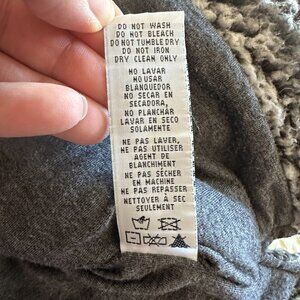 DO NOT WASH
DO NOT BLEACH
DO NOT TUMBLE DRY
DO NOT IRON
DRY CLEAN ONLY
NO LAVAR
NO USAR
BLANQUEDOR
NO SECAR EN
SECADORA,
NO PLANCHAR
LAVAR EN SECO
SOLAMENTE
NE PAS LAVER,
NE PAS UTILISER
AGENT DE
BLANCHIMENT
NE PAS SÉCHER
EN MACHINE
NE PAS REPASSER
NETTOYER À SEC
SEULEMENT